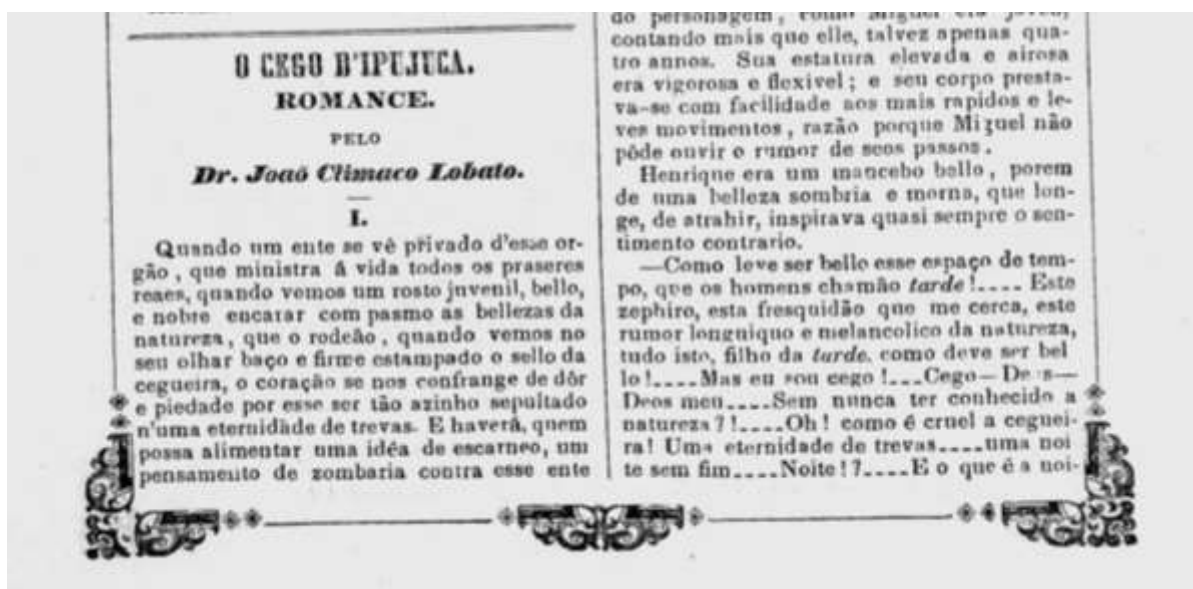 O CEGO D'IPUJUCA.
ROMANCE.
PELO
Dr. Joaõ Climaco Lobato.
I.
Quando um ente se vê privado d'esse or-
gão, que ministra á vida todos os praseres
reaes, quando vemos um rosto juvenil, bello,
e nobre encarar com pasmo as bellezas da
natureza, que o rodeão, quando vemos no
seu olhar baço e firme estampado o sello da
cegueira, o coração se nos confrange de dôr
e piedade por esse ser tão azinho sepultado
n'uma eternidade de trevas. E haverá, quem
possa alimentar uma idéa de escarneo, um
pensamento de zombaria contra esse ente
do personagem, como Miguel era joven,
contando mais que elle, talvez apenas qua-
tro annos. Sua estatura elevada e airosa
era vigorosa e flexivel; e seu corpo presta-
va-se com facilidade aos mais rapidos e le-
ves movimentos, razão porque Miguel não
pôde ouvir o rumor de seos passos.
Henrique era um mancebo bello, porem
de uma belleza sombria e morna, que lon-
ge, de atrahir, inspirava quasi sempre o sen-
timento contrario.
—Como leve ser bello esse espaço de tem-
po, que os homens chamão tarde!.... Este
zephiro, esta fresquidão que me cerca, este
rumor longniquo e melancolico da natureza,
tudo isto, filho da tarde. como deve ser bel
lo!....Mas eu sou cego!...Cego—Deos—
Deos meu....Sem nunca ter conhecido a
natureza?!....Oh! como é cruel a ceguei-
ra! Uma eternidade de trevas....uma noi
te sem fim....Noite!?....E o que é a noi-